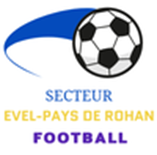 SECTEUR
EVEL-PAYS DE ROHAN
FOOTBALL